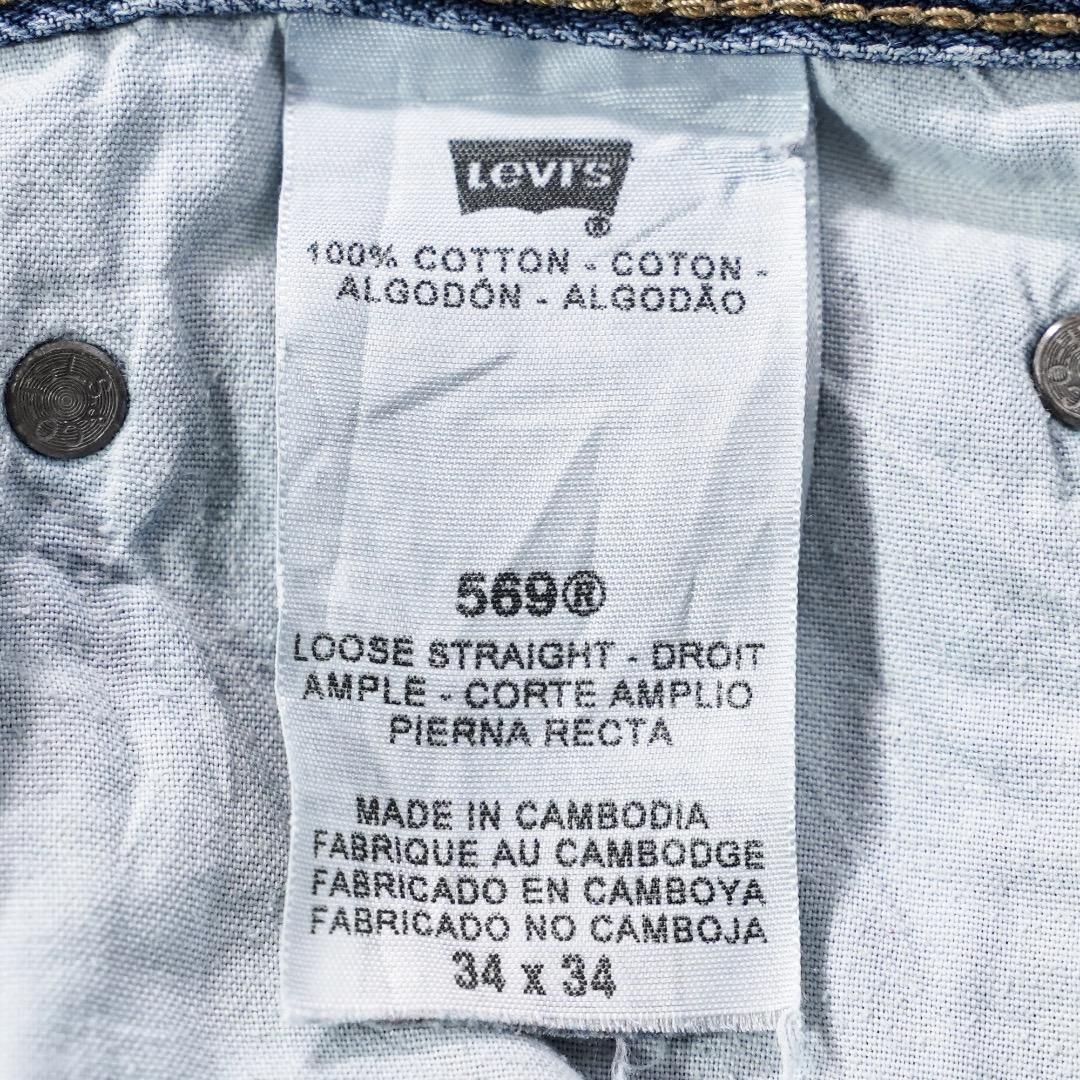 Levi's
®
100% COTTON - COTON -
ALGODÓN - ALGODÃO
569®
LOOSE STRAIGHT - DROIT
AMPLE - CORTE AMPLIO
PIERNA RECTA
MADE IN CAMBODIA
FABRIQUE AU CAMBODGE
FABRICADO EN CAMBOYA
FABRICADO NO CAMBOJA
34 x 34